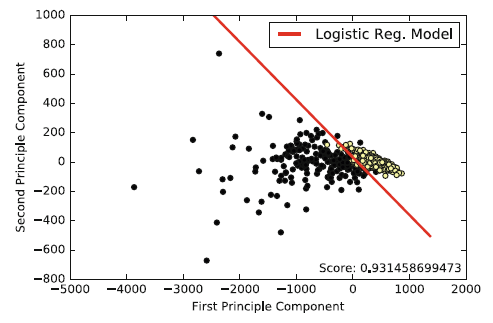 1000
800
600
400
200
0
−200
−400
−600
−800
Second Principle Component
Logistic Reg. Model
Score: 0.931458699473
−5000 −4000 −3000 −2000 −1000 0 1000 2000
First Principle Component